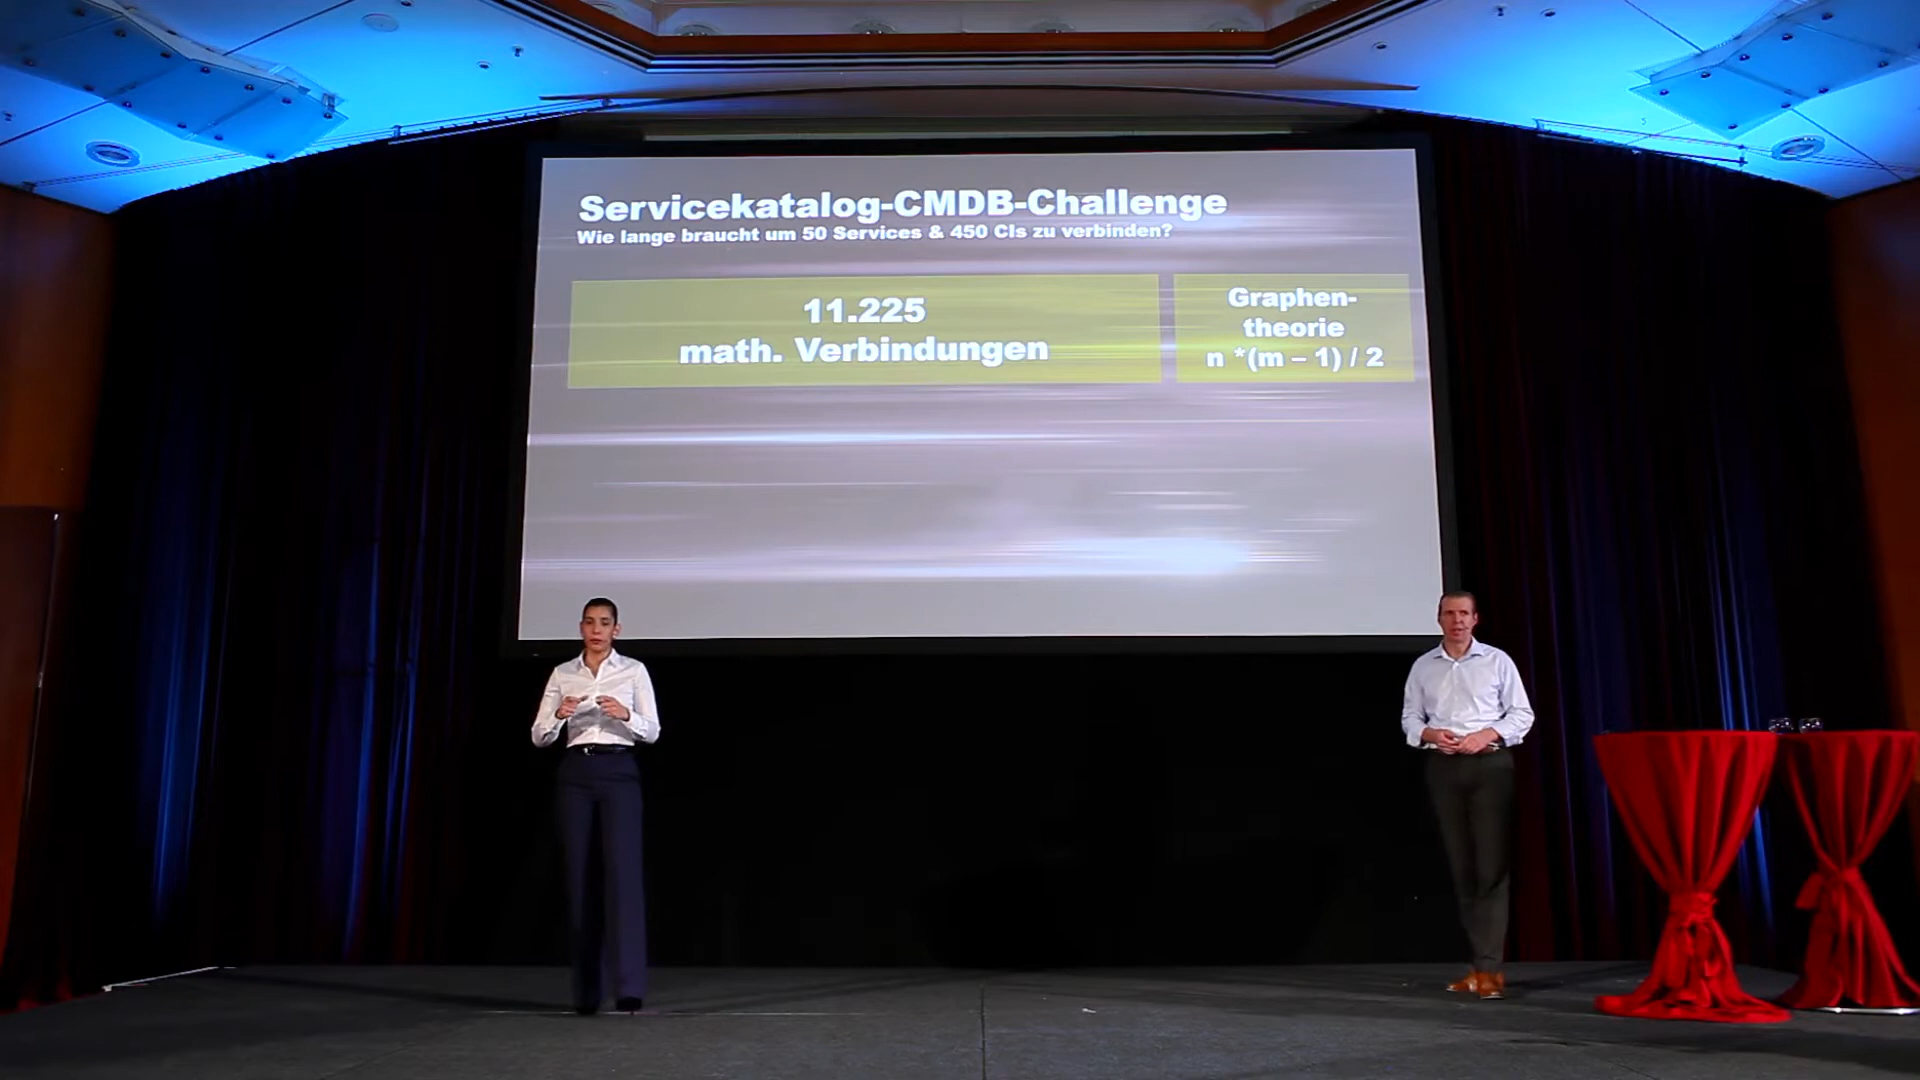 Servicekatalog-CMDB-Challenge
Wie lange braucht um 50 Services & 450 CIs zu verbinden?
11.225
math. Verbindungen
Graphen-
theorie
n *(m – 1) / 2